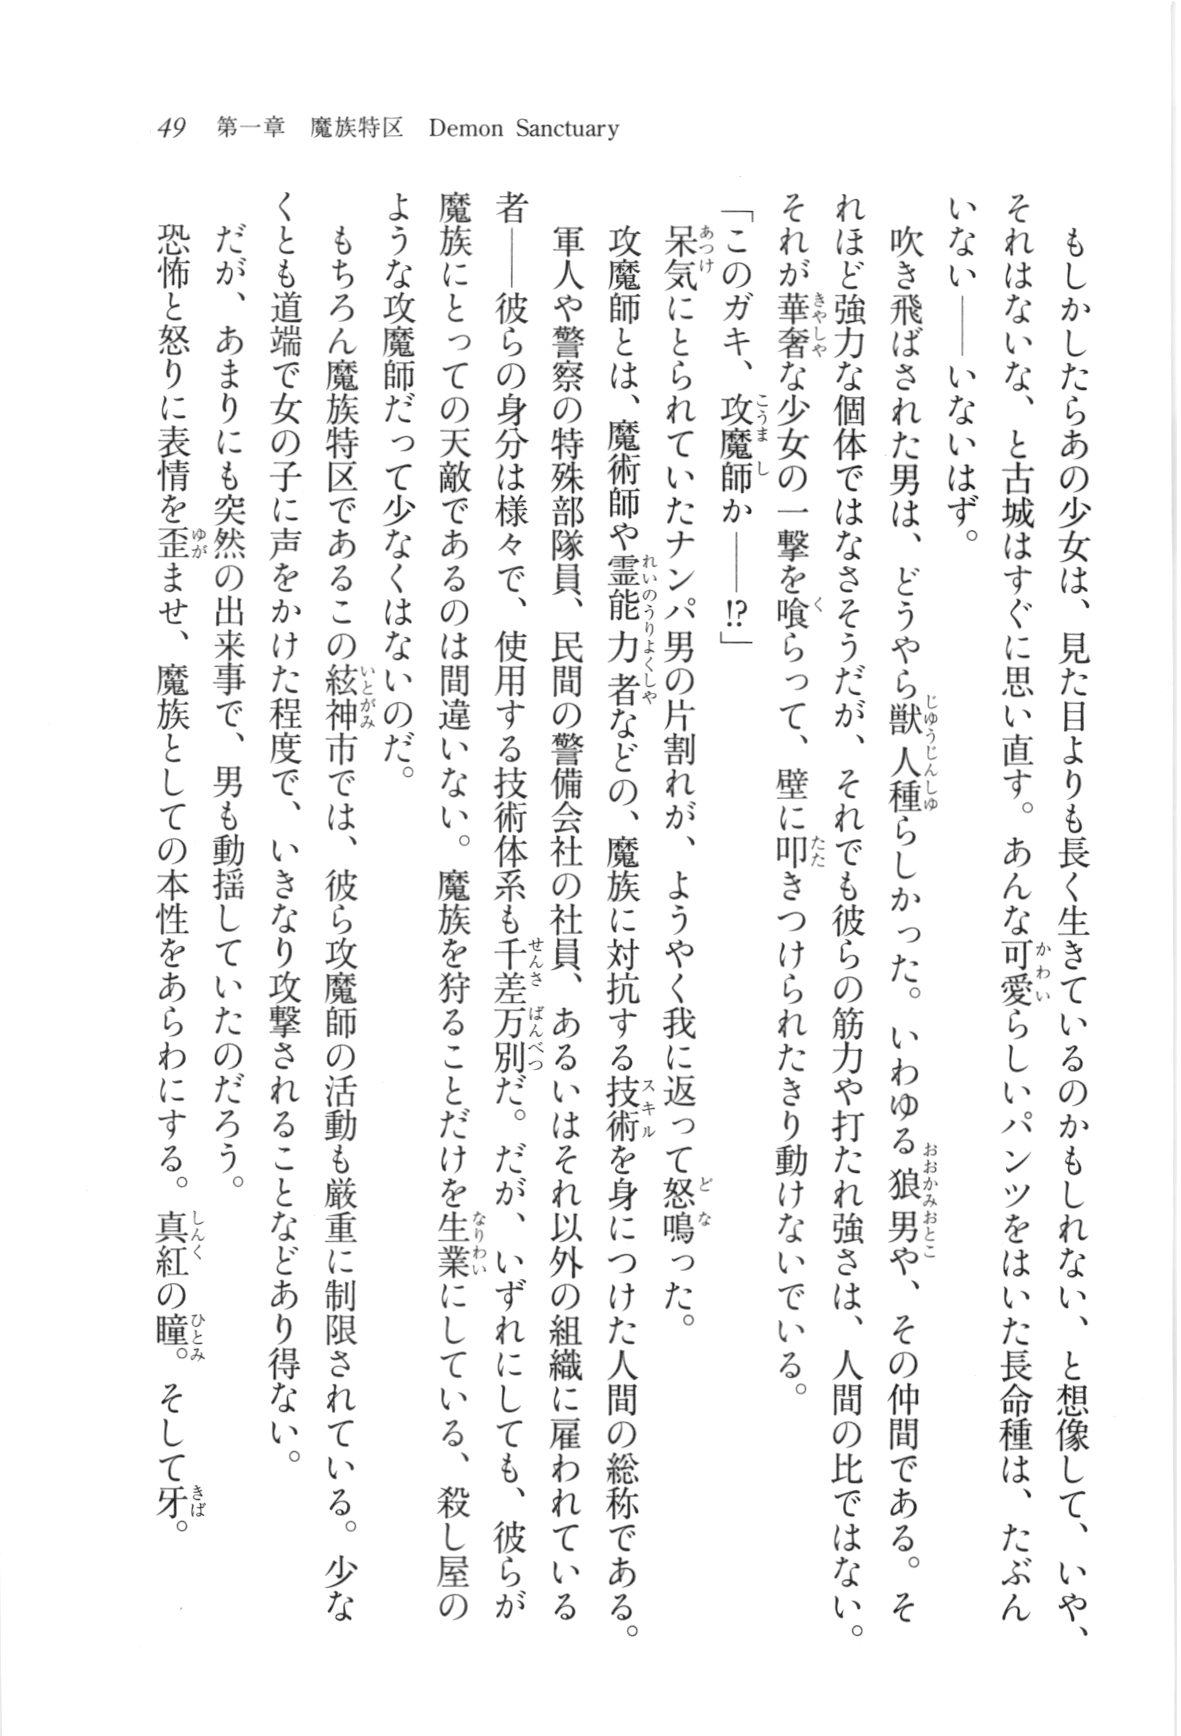 49　第一章　魔族特区　Demon Sanctuary
　もしかしたらあの少女は、見た目よりも長く生きているのかもしれない、と想像して、いや、
それはないな、と古城はすぐに思い直す。あんな可愛らしいパンツをはいた長命種は、たぶん
いない――いないはず。
　吹き飛ばされた男は、どうやら獣人種らしかった。いわゆる狼男や、その仲間である。そ
れほど強力な個体ではなさそうだが、それでも彼らの筋力や打たれ強さは、人間の比ではない。
それが華奢な少女の一撃を喰らって、壁に叩きつけられたきり動けないでいる。
「このガキ、攻魔師か――!?」
　呆気にとられていたナンパ男の片割れが、ようやく我に返って怒鳴った。
　攻魔師とは、魔術師や霊能力者などの、魔族に対抗する技術を身につけた人間の総称である。
　軍人や警察の特殊部隊員、民間の警備会社の社員、あるいはそれ以外の組織に雇われている
者――彼らの身分は様々で、使用する技術体系も千差万別だ。だが、いずれにしても、彼らが
魔族にとっての天敵であるのは間違いない。魔族を狩ることだけを生業にしている、殺し屋の
ような攻魔師だって少なくはないのだ。
　もちろん魔族特区であるこの絃神市では、彼ら攻魔師の活動も厳重に制限されている。少な
くとも道端で女の子に声をかけた程度で、いきなり攻撃されることなどあり得ない。
　だが、あまりにも突然の出来事で、男も動揺していたのだろう。
　恐怖と怒りに表情を歪ませ、魔族としての本性をあらわにする。真紅の瞳。そして牙。